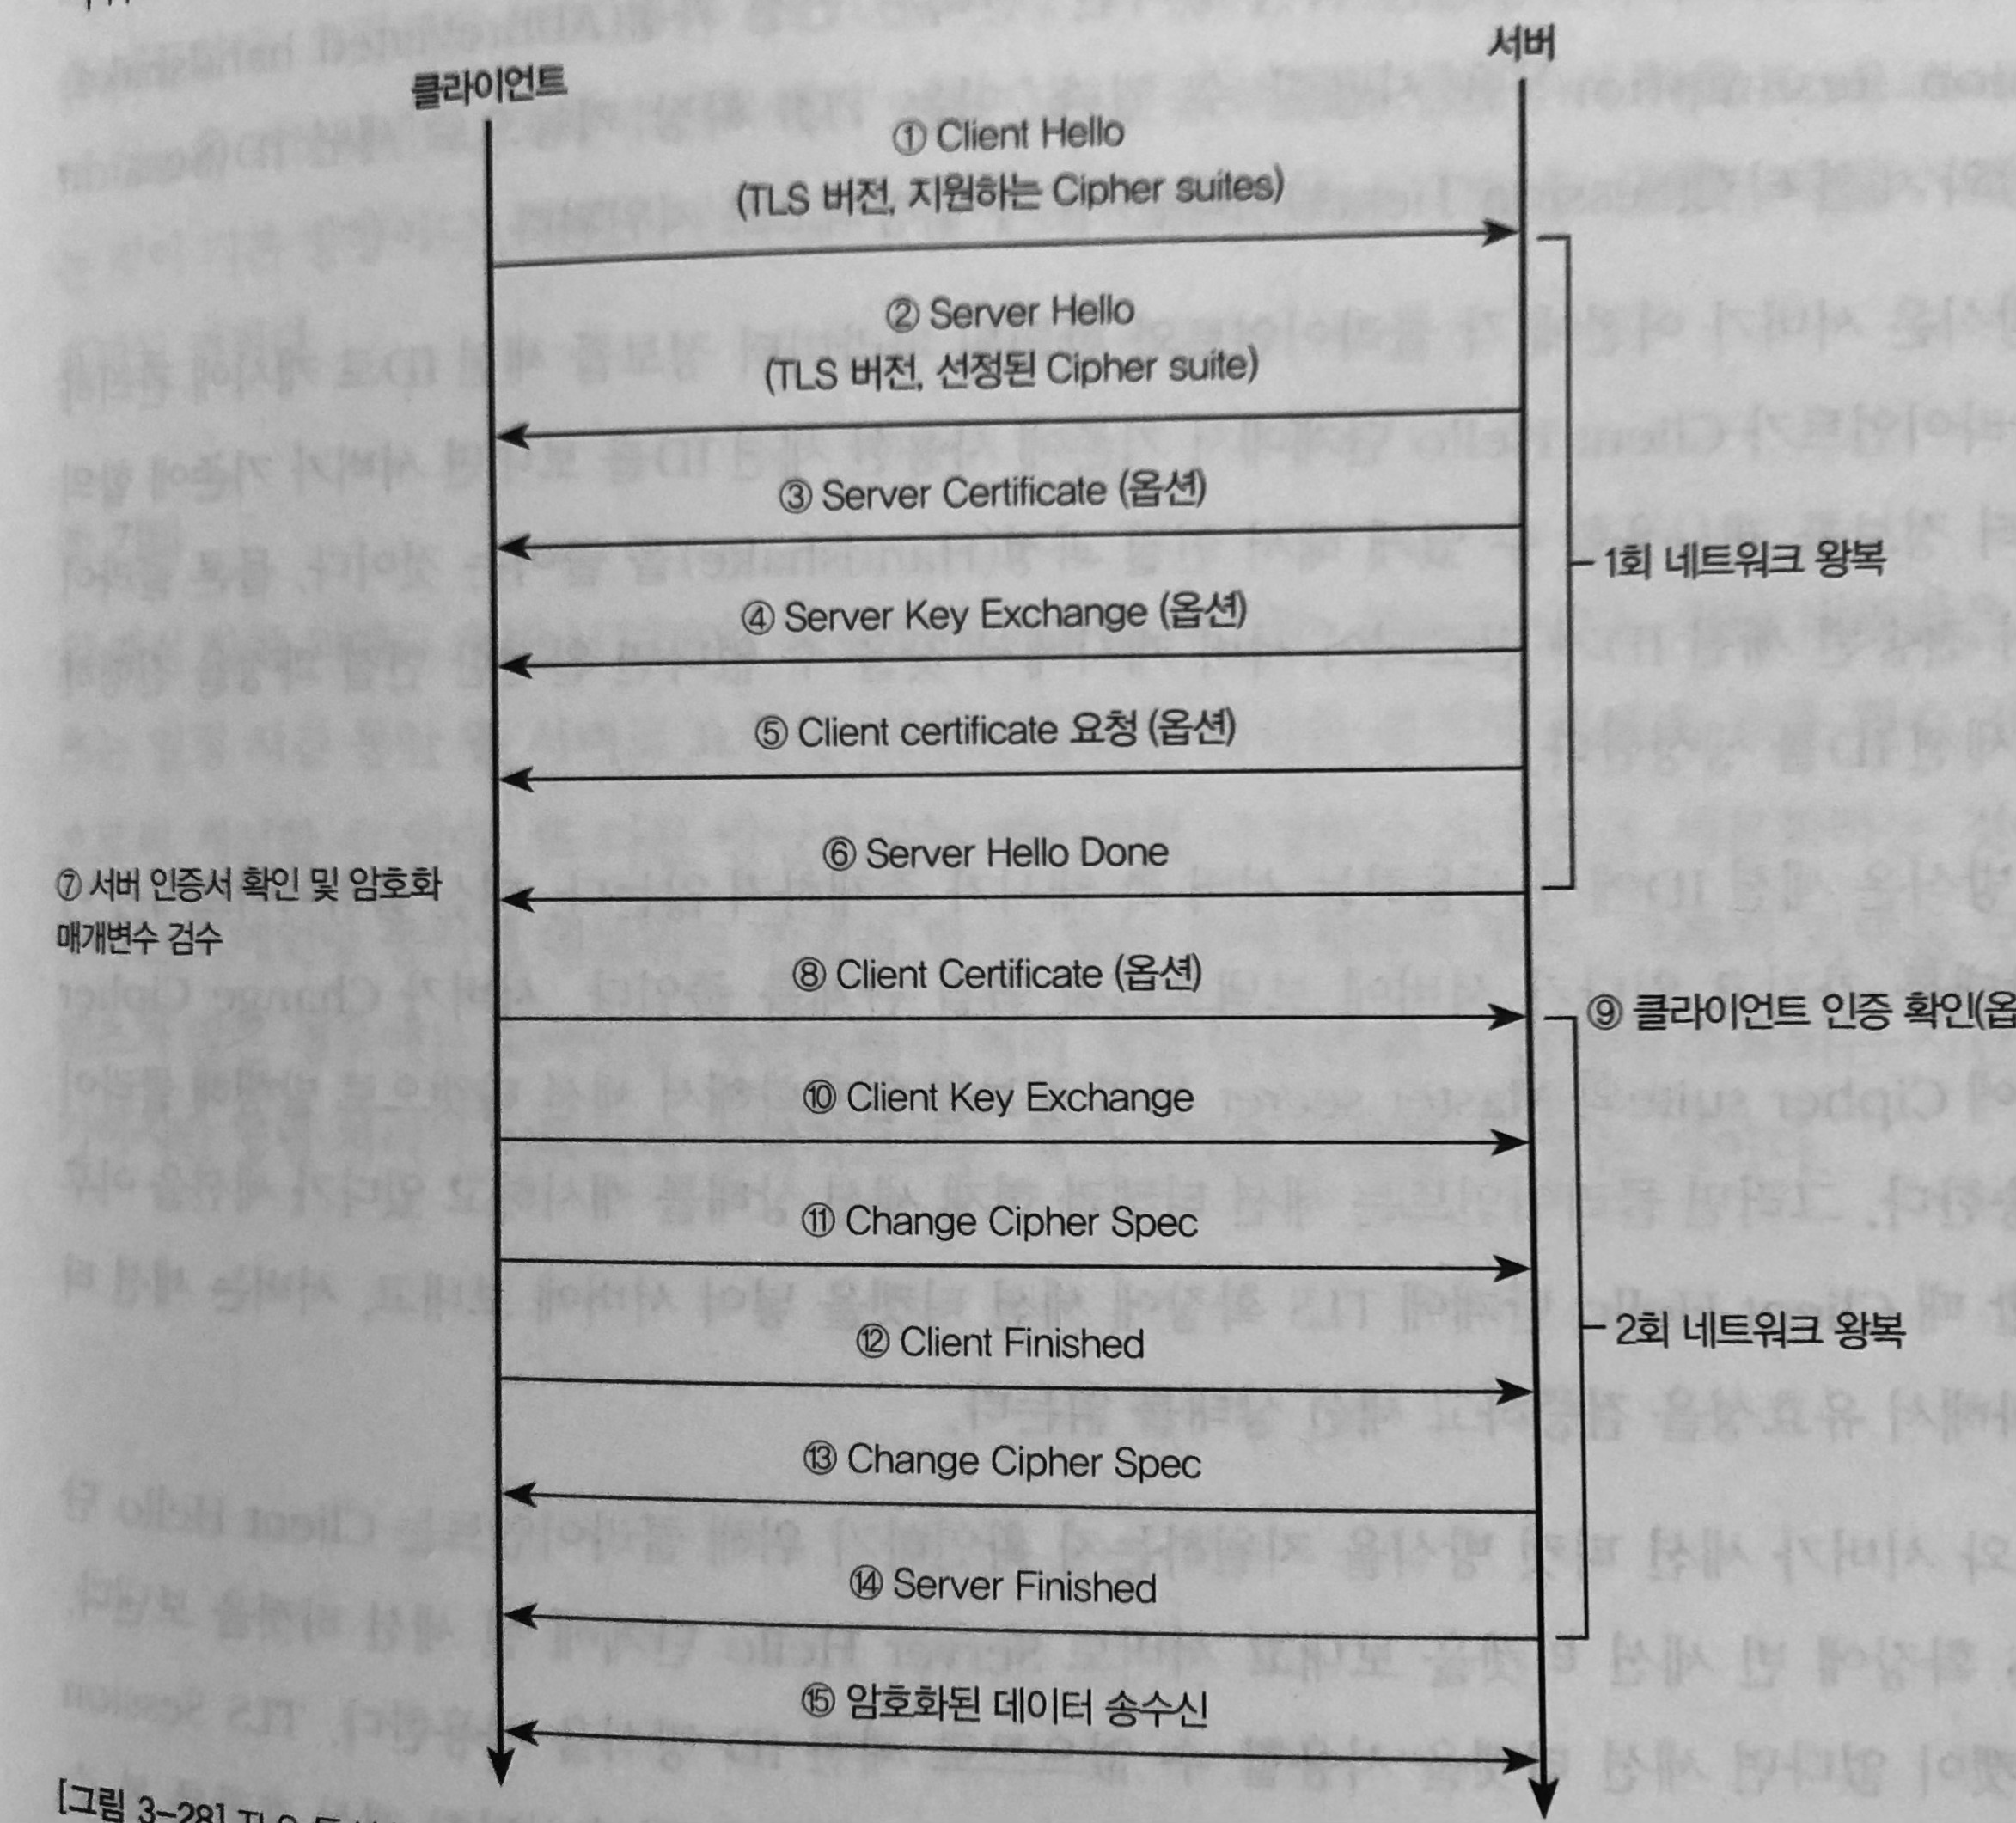 서버
클라이언트
① Client Hello
(TLS 버전, 지원하는 Cipher suites)
② Server Hello
(TLS 버전, 선정된 Cipher suite)
③ Server Certificate (옵션)
1회 네트워크 왕복
④ Server Key Exchange (옵션)
⑤ Client certificate 요청 (옵션)
⑥ Server Hello Done
⑦ 서버 인증서 확인 및 암호화
매개변수 검수
⑧ Client Certificate (옵션)
⑨ 클라이언트 인증 확인(옵
⑩ Client Key Exchange
⑪ Change Cipher Spec
2회 네트워크 왕복
⑫ Client Finished
⑬ Change Cipher Spec
⑭ Server Finished
⑮ 암호화된 데이터 송수신
[그림 3-28]